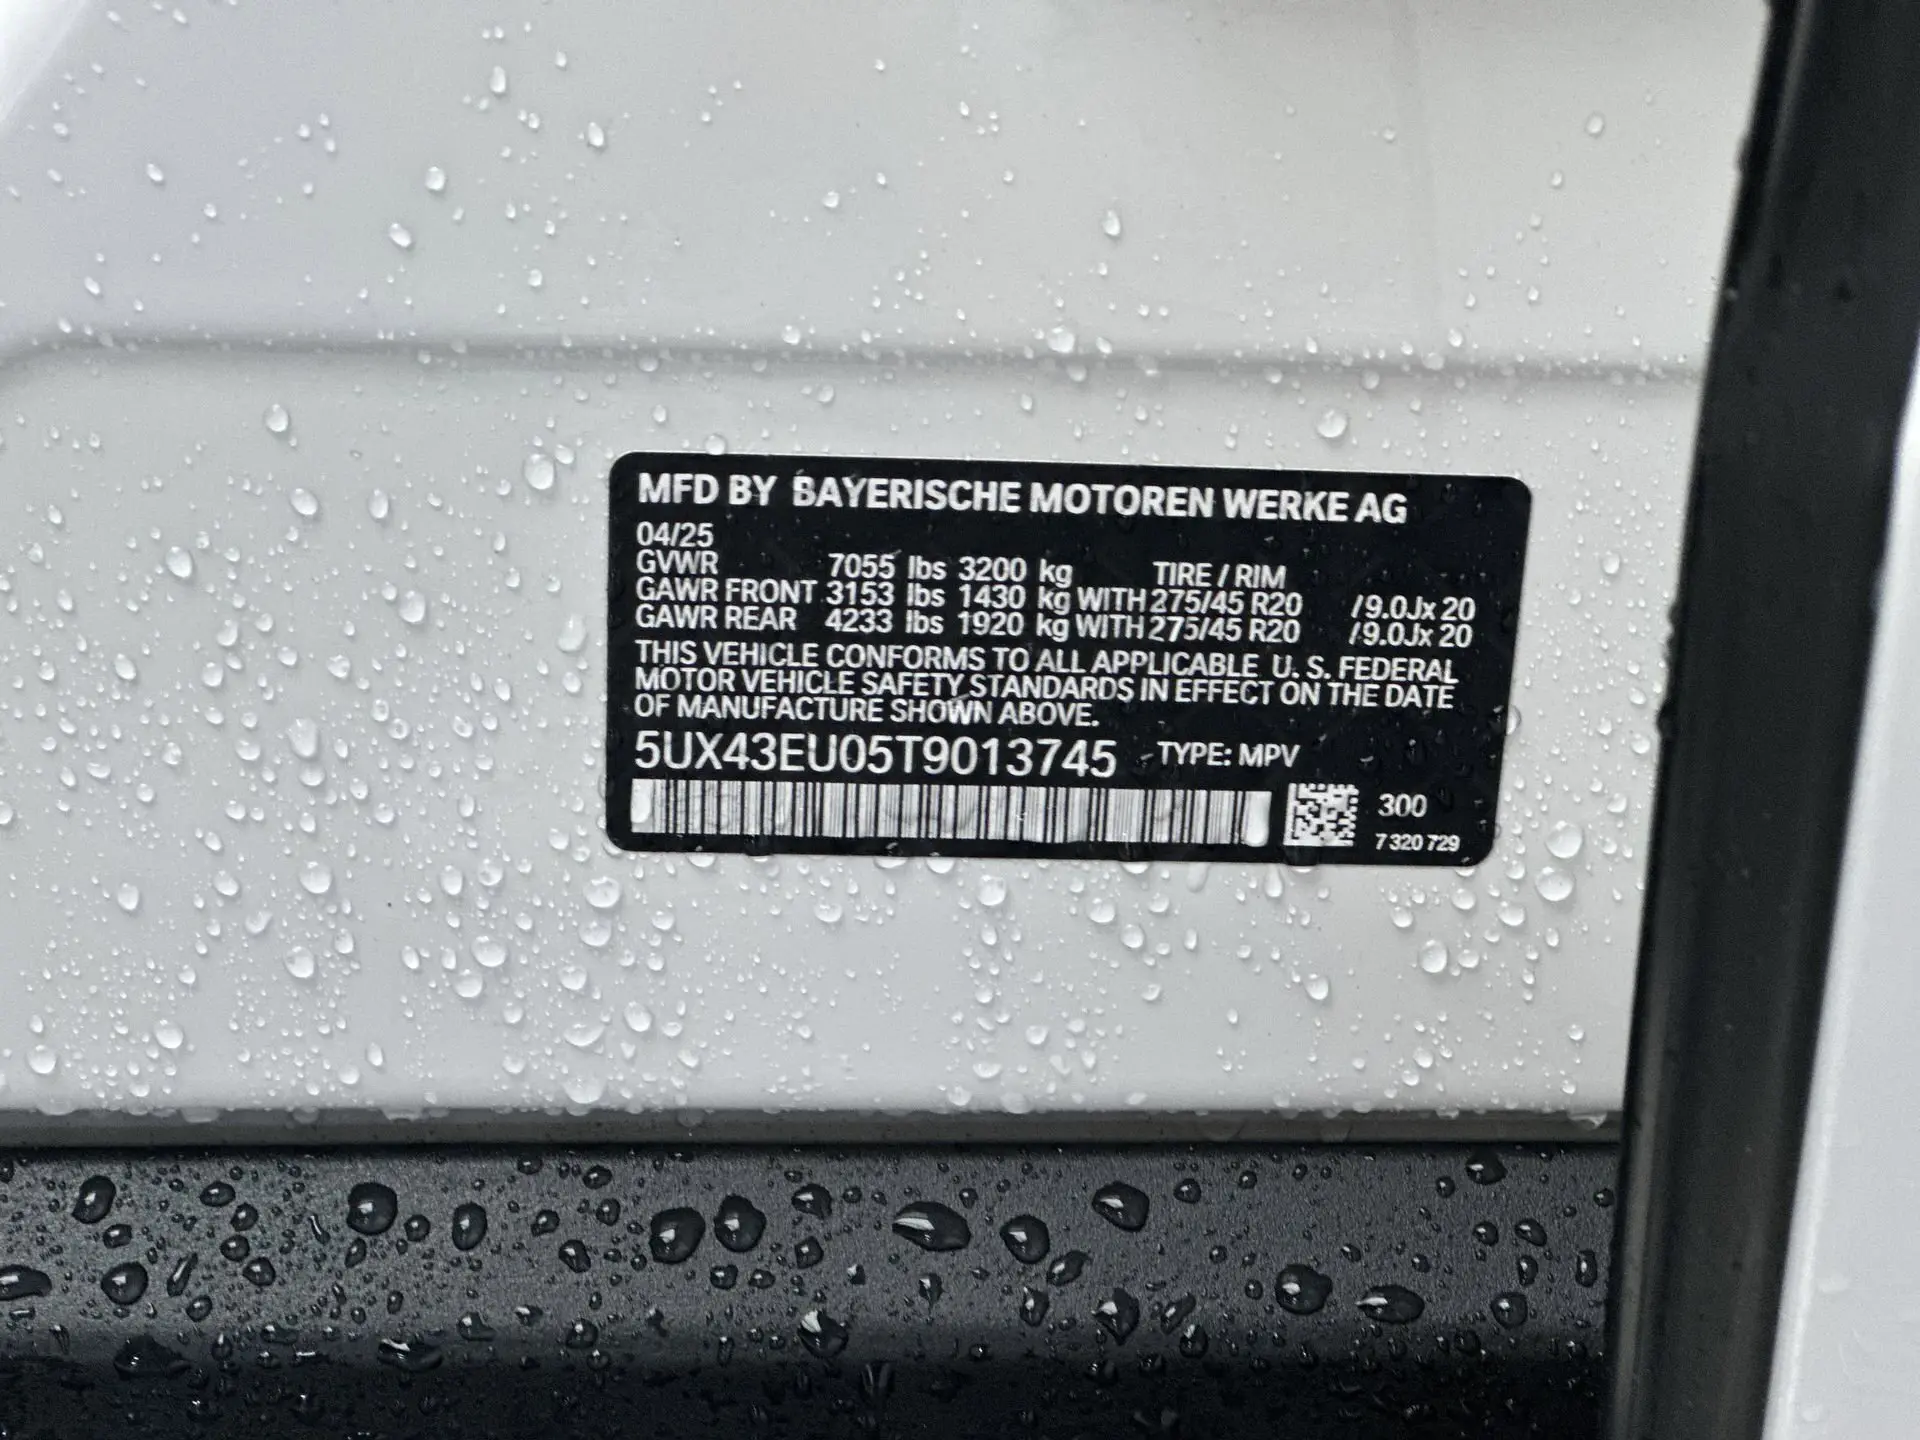 MFD BY BAYERISCHE MOTOREN WERKE AG
04/25
GVWR 7055 lbs 3200 kg TIRE / RIM
GAWR FRONT 3153 lbs 1430 kg WITH 275/45 R20 /9.0Jx 20
GAWR REAR 4233 lbs 1920 kg WITH 275/45 R20 /9.0Jx 20
THIS VEHICLE CONFORMS TO ALL APPLICABLE U. S. FEDERAL
MOTOR VEHICLE SAFETY STANDARDS IN EFFECT ON THE DATE
OF MANUFACTURE SHOWN ABOVE.
5UX43EU05T9013745 TYPE: MPV
300
7 320 729